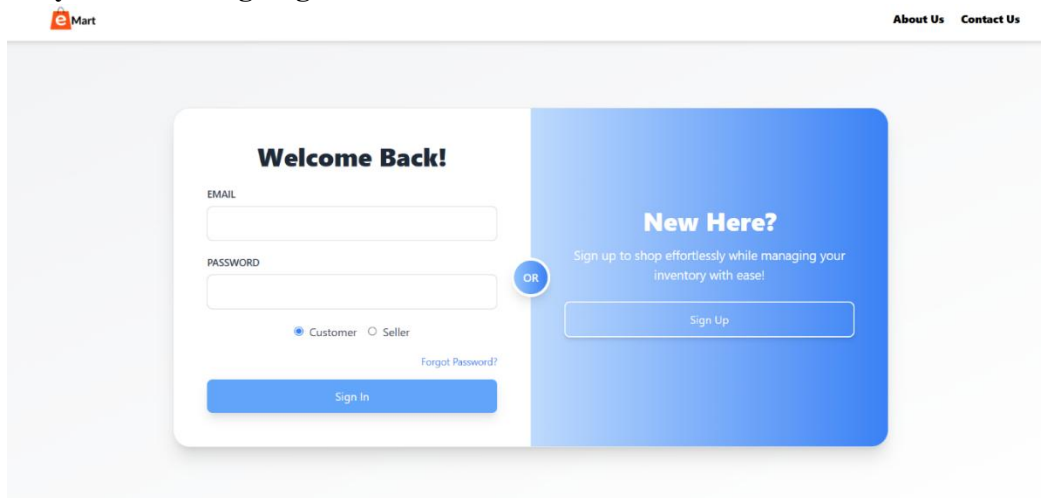 e Mart
About Us Contact Us
Welcome Back!
EMAIL
PASSWORD
Customer Seller
Forgot Password?
Sign In
OR
New Here?
Sign up to shop effortlessly while managing your
inventory with ease!
Sign Up